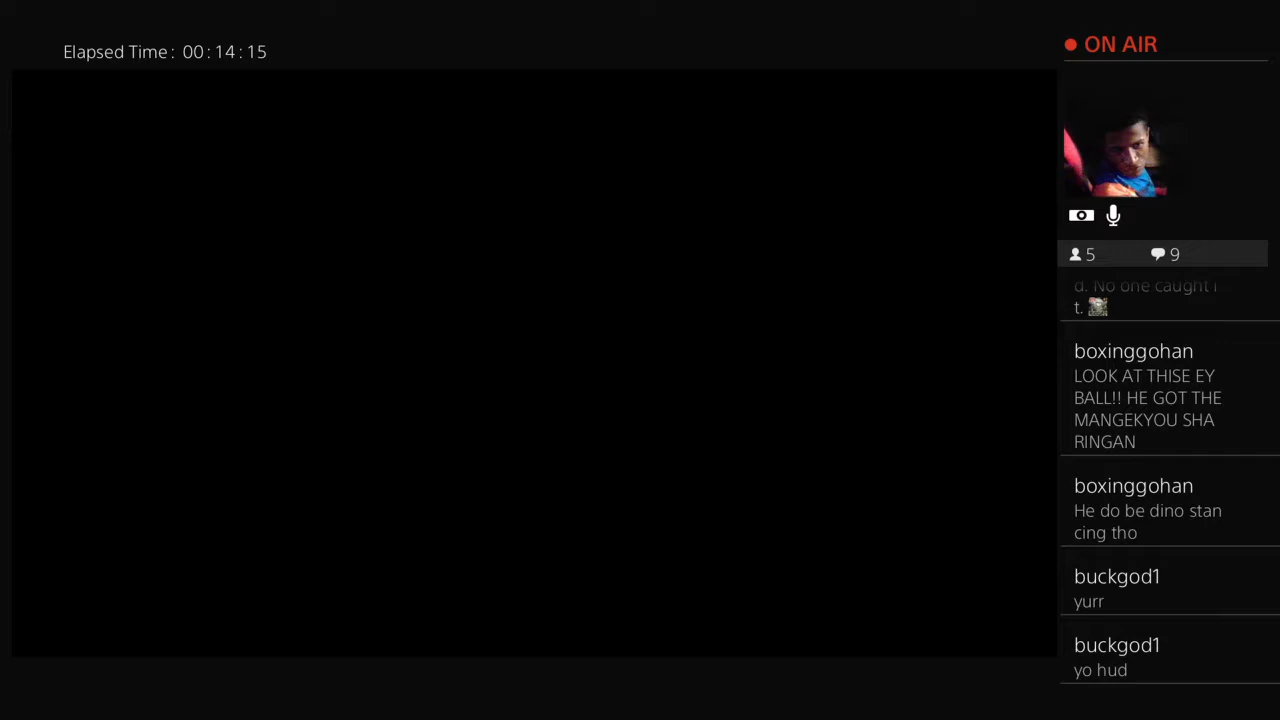 Elapsed Time: 00:14:15
ON AIR
5 9
d. No one caught i
t.
boxinggohan
LOOK AT THISE EY
BALL!! HE GOT THE
MANGEKYOU SHA
RINGAN
boxinggohan
He do be dino stan
cing tho
buckgod1
yurr
buckgod1
yo hud